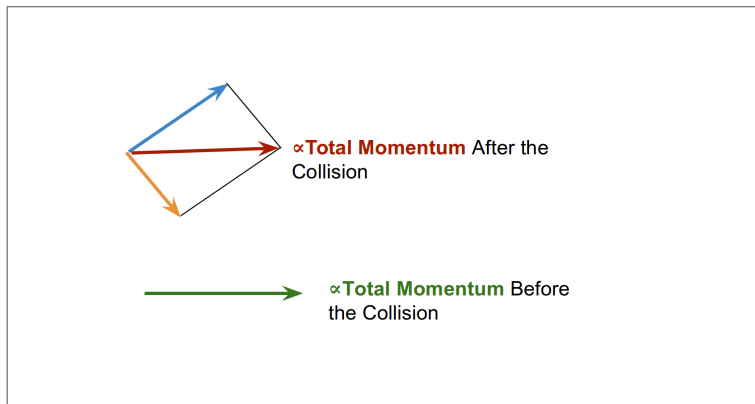 ∝Total Momentum After the
Collision
∝Total Momentum Before
the Collision